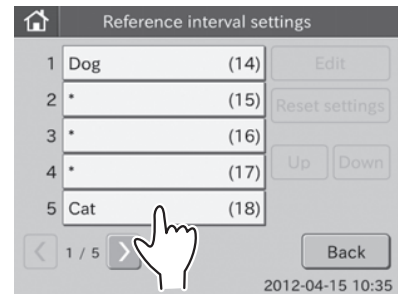 Reference interval settings
1 Dog (14) Edit
2 * (15) Reset settings
3 * (16)
4 * (17) Up Down
5 Cat (18)
1 / 5 Back
2012-04-15 10:35